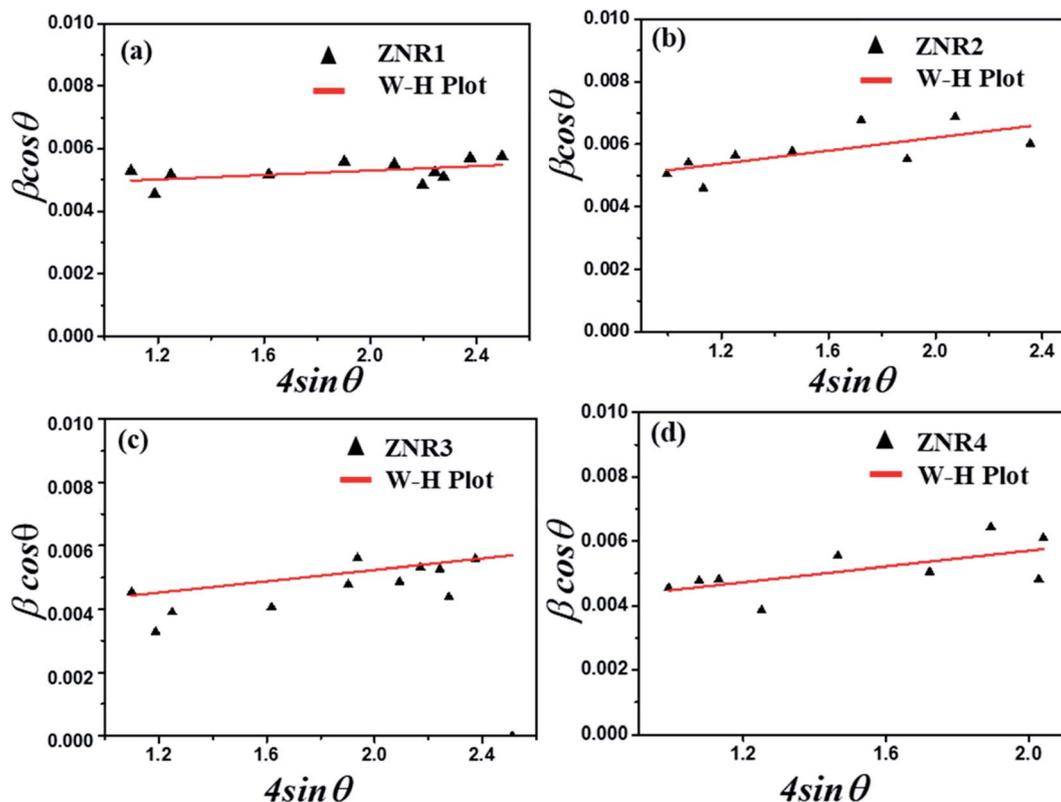 (a)
ZNR1
W-H Plot
0.010
0.008
0.006
0.004
0.002
0.000
βcosθ
1.2 1.6 2.0 2.4
4sinθ
(b)
ZNR2
W-H Plot
0.010
0.008
0.006
0.004
0.002
0.000
βcosθ
1.2 1.6 2.0 2.4
4sinθ
(c)
ZNR3
W-H Plot
0.010
0.008
0.006
0.004
0.002
0.000
β cosθ
1.2 1.6 2.0 2.4
4sinθ
(d)
ZNR4
W-H Plot
0.010
0.008
0.006
0.004
0.002
0.000
β cosθ
1.2 1.6 2.0
4sinθ